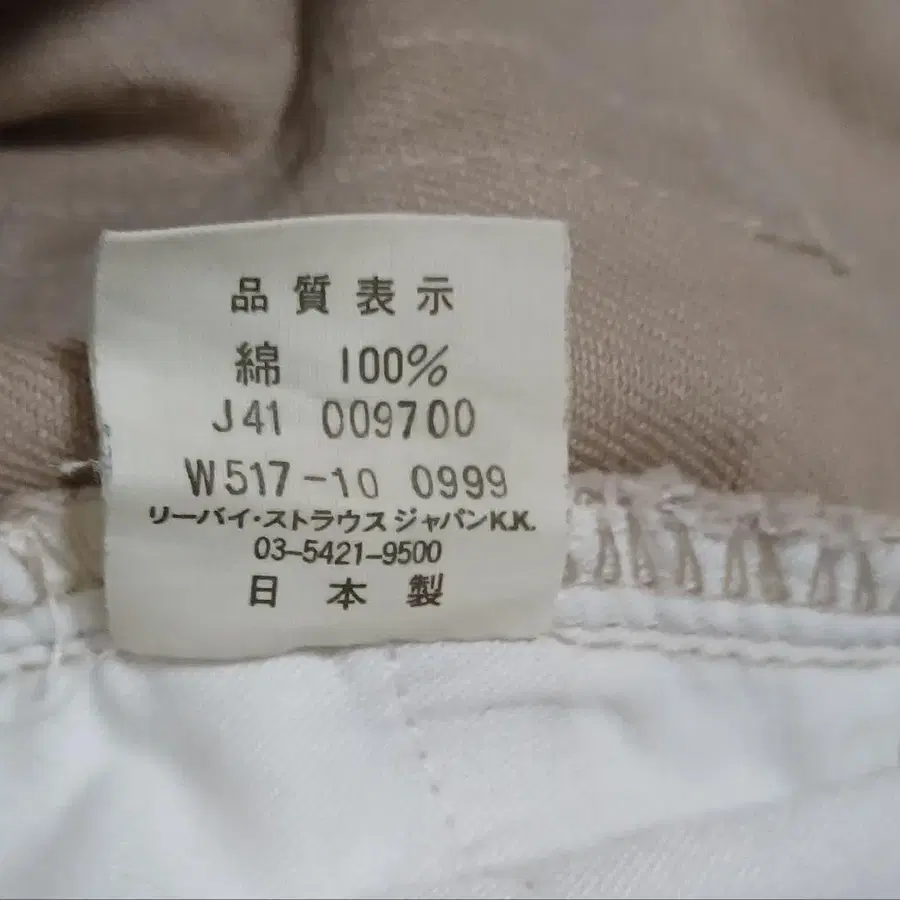 品質表示
綿 100%
J41 009700
W517-10 0999
リーバイ・ストラウス ジャパンK.K.
03-5421-9500
日本製